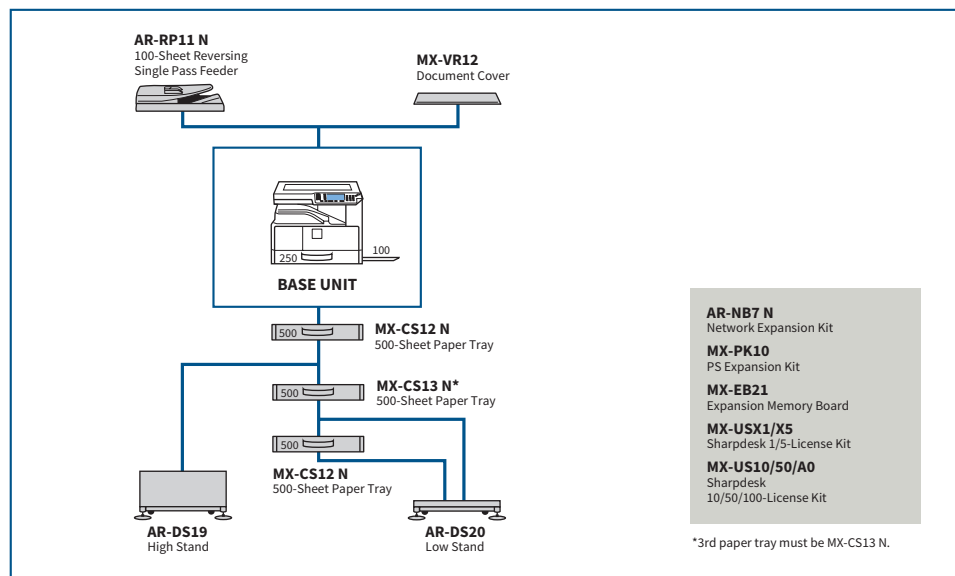 AR-RP11 N
100-Sheet Reversing
Single Pass Feeder
MX-VR12
Document Cover
250
100
BASE UNIT
500
MX-CS12 N
500-Sheet Paper Tray
500
MX-CS13 N*
500-Sheet Paper Tray
500
MX-CS12 N
500-Sheet Paper Tray
AR-DS19
High Stand
AR-DS20
Low Stand
AR-NB7 N
Network Expansion Kit
MX-PK10
PS Expansion Kit
MX-EB21
Expansion Memory Board
MX-USX1/X5
Sharpdesk 1/5-License Kit
MX-US10/50/A0
Sharpdesk
10/50/100-License Kit
*3rd paper tray must be MX-CS13 N.